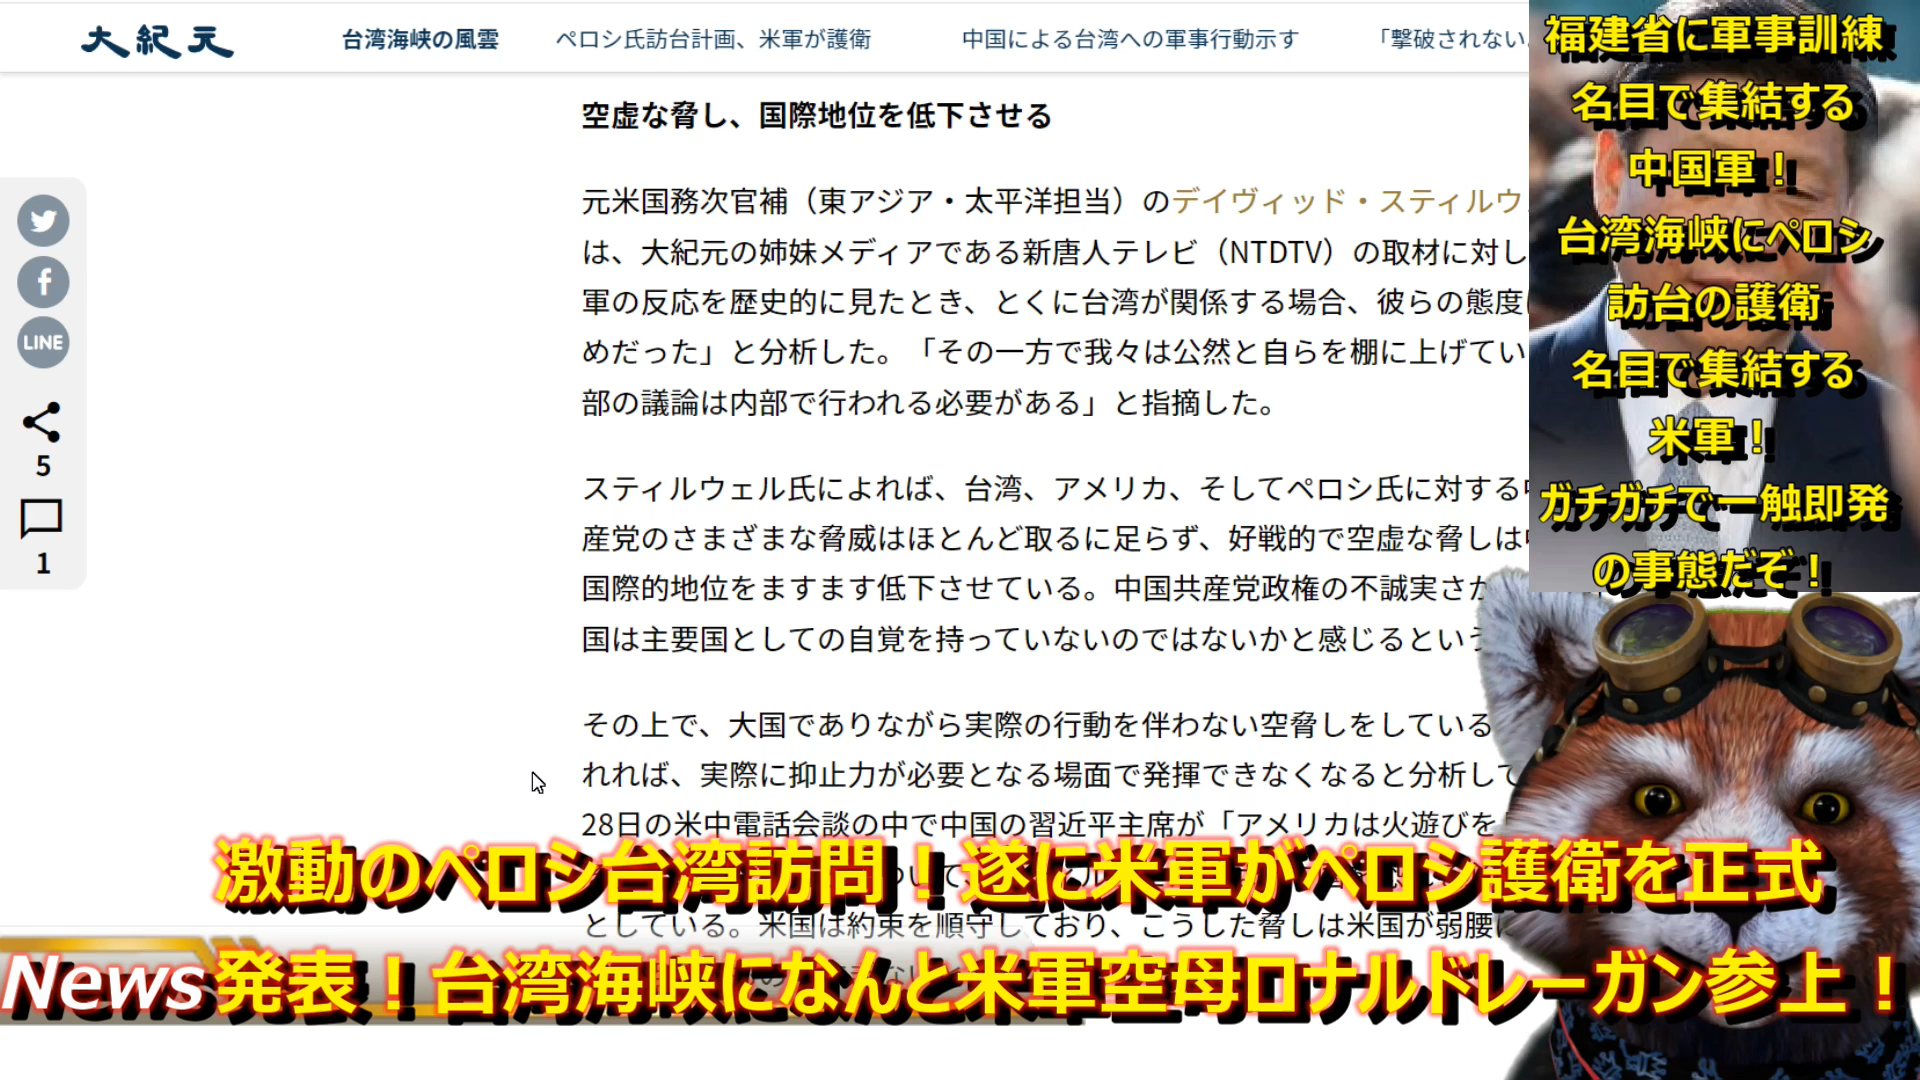 大紀元
台湾海峡の風雲
ペロシ氏訪台計画、米軍が護衛
中国による台湾への軍事行動示す
「撃破されない
空虚な脅し、国際地位を低下させる
元米国務次官補（東アジア・太平洋担当）のデイヴィッド・スティルウ
は、大紀元の姉妹メディアである新唐人テレビ（NTDTV）の取材に対し
軍の反応を歴史的に見たとき、とくに台湾が関係する場合、彼らの態度
めだった」と分析した。「その一方で我々は公然と自らを棚に上げてい
部の議論は内部で行われる必要がある」と指摘した。
スティルウェル氏によれば、台湾、アメリカ、そしてペロシ氏に対する
産党のさまざまな脅威はほとんど取るに足らず、好戦的で空虚な脅しは
国際的地位をますます低下させている。中国共産党政権の不誠実さか
国は主要国としての自覚を持っていないのではないかと感じるという
その上で、大国でありながら実際の行動を伴わない空脅しをしている
れれば、実際に抑止力が必要となる場面で発揮できなくなると分析して
28日の米中電話会談の中で中国の習近平主席が「アメリカは火遊びを
としている。米国は約束を順守しており、こうした脅しは米国が弱腰
LINE
5
1
福建省に軍事訓練
名目で集結する
中国軍！
台湾海峡にペロシ
訪台の護衛
名目で集結する
米軍！
ガチガチで一触即発
の事態だぞ！
激動のペロシ台湾訪問！遂に米軍がペロシ護衛を正式
News
発表！台湾海峡になんと米軍空母ロナルドレーガン参上！